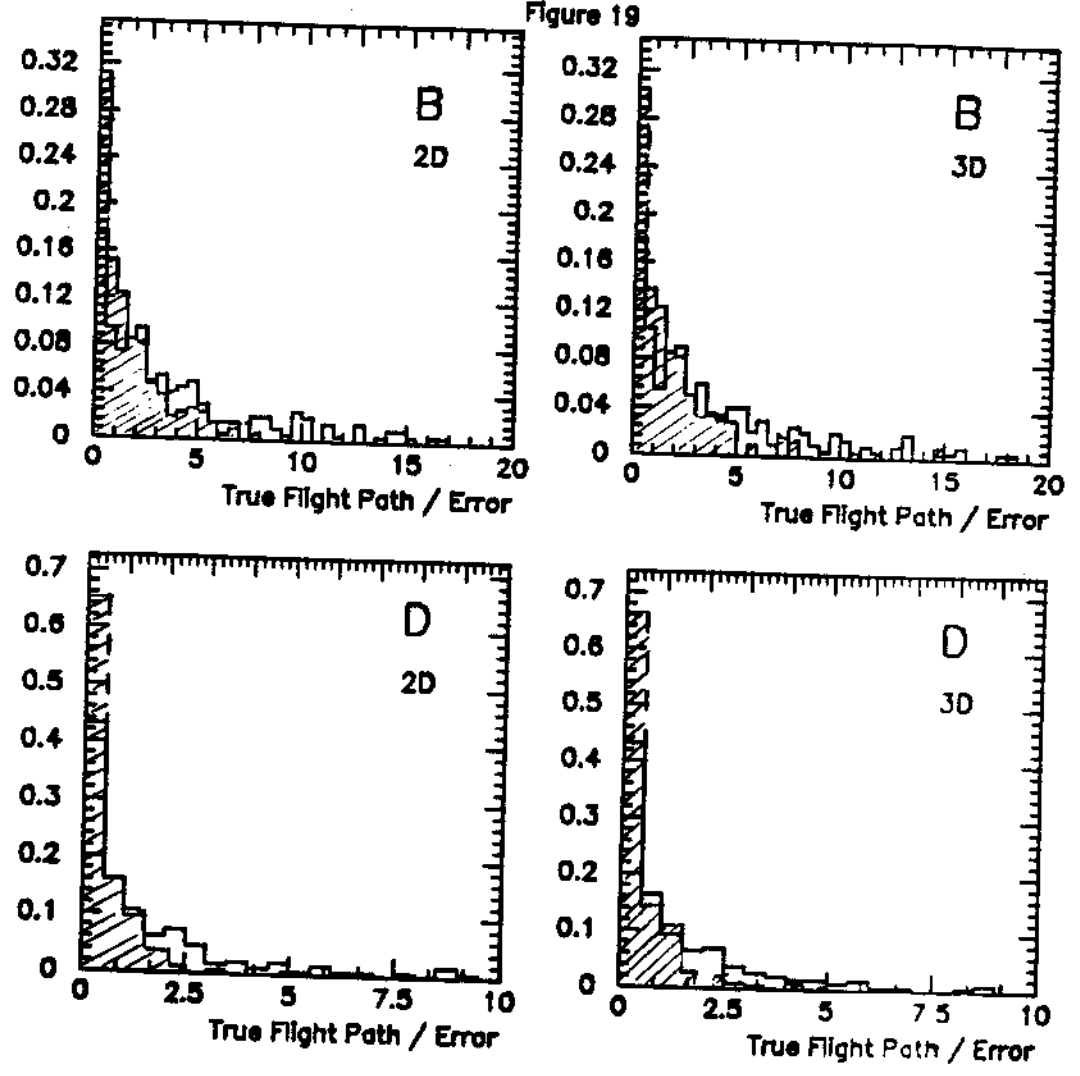 Figure 19
0.32
0.28
0.24
0.2
0.16
0.12
0.08
0.04
0
B
2D
0 5 10 15 20
True Flight Path / Error
0.32
0.28
0.24
0.2
0.16
0.12
0.08
0.04
0
B
3D
0 5 10 15 20
True Flight Path / Error
0.7
0.6
0.5
0.4
0.3
0.2
0.1
0
D
2D
0 2.5 5 7.5 10
True Flight Path / Error
0.7
0.6
0.5
0.4
0.3
0.2
0.1
0
D
3D
0 2.5 5 7 5 10
True Flight Path / Error